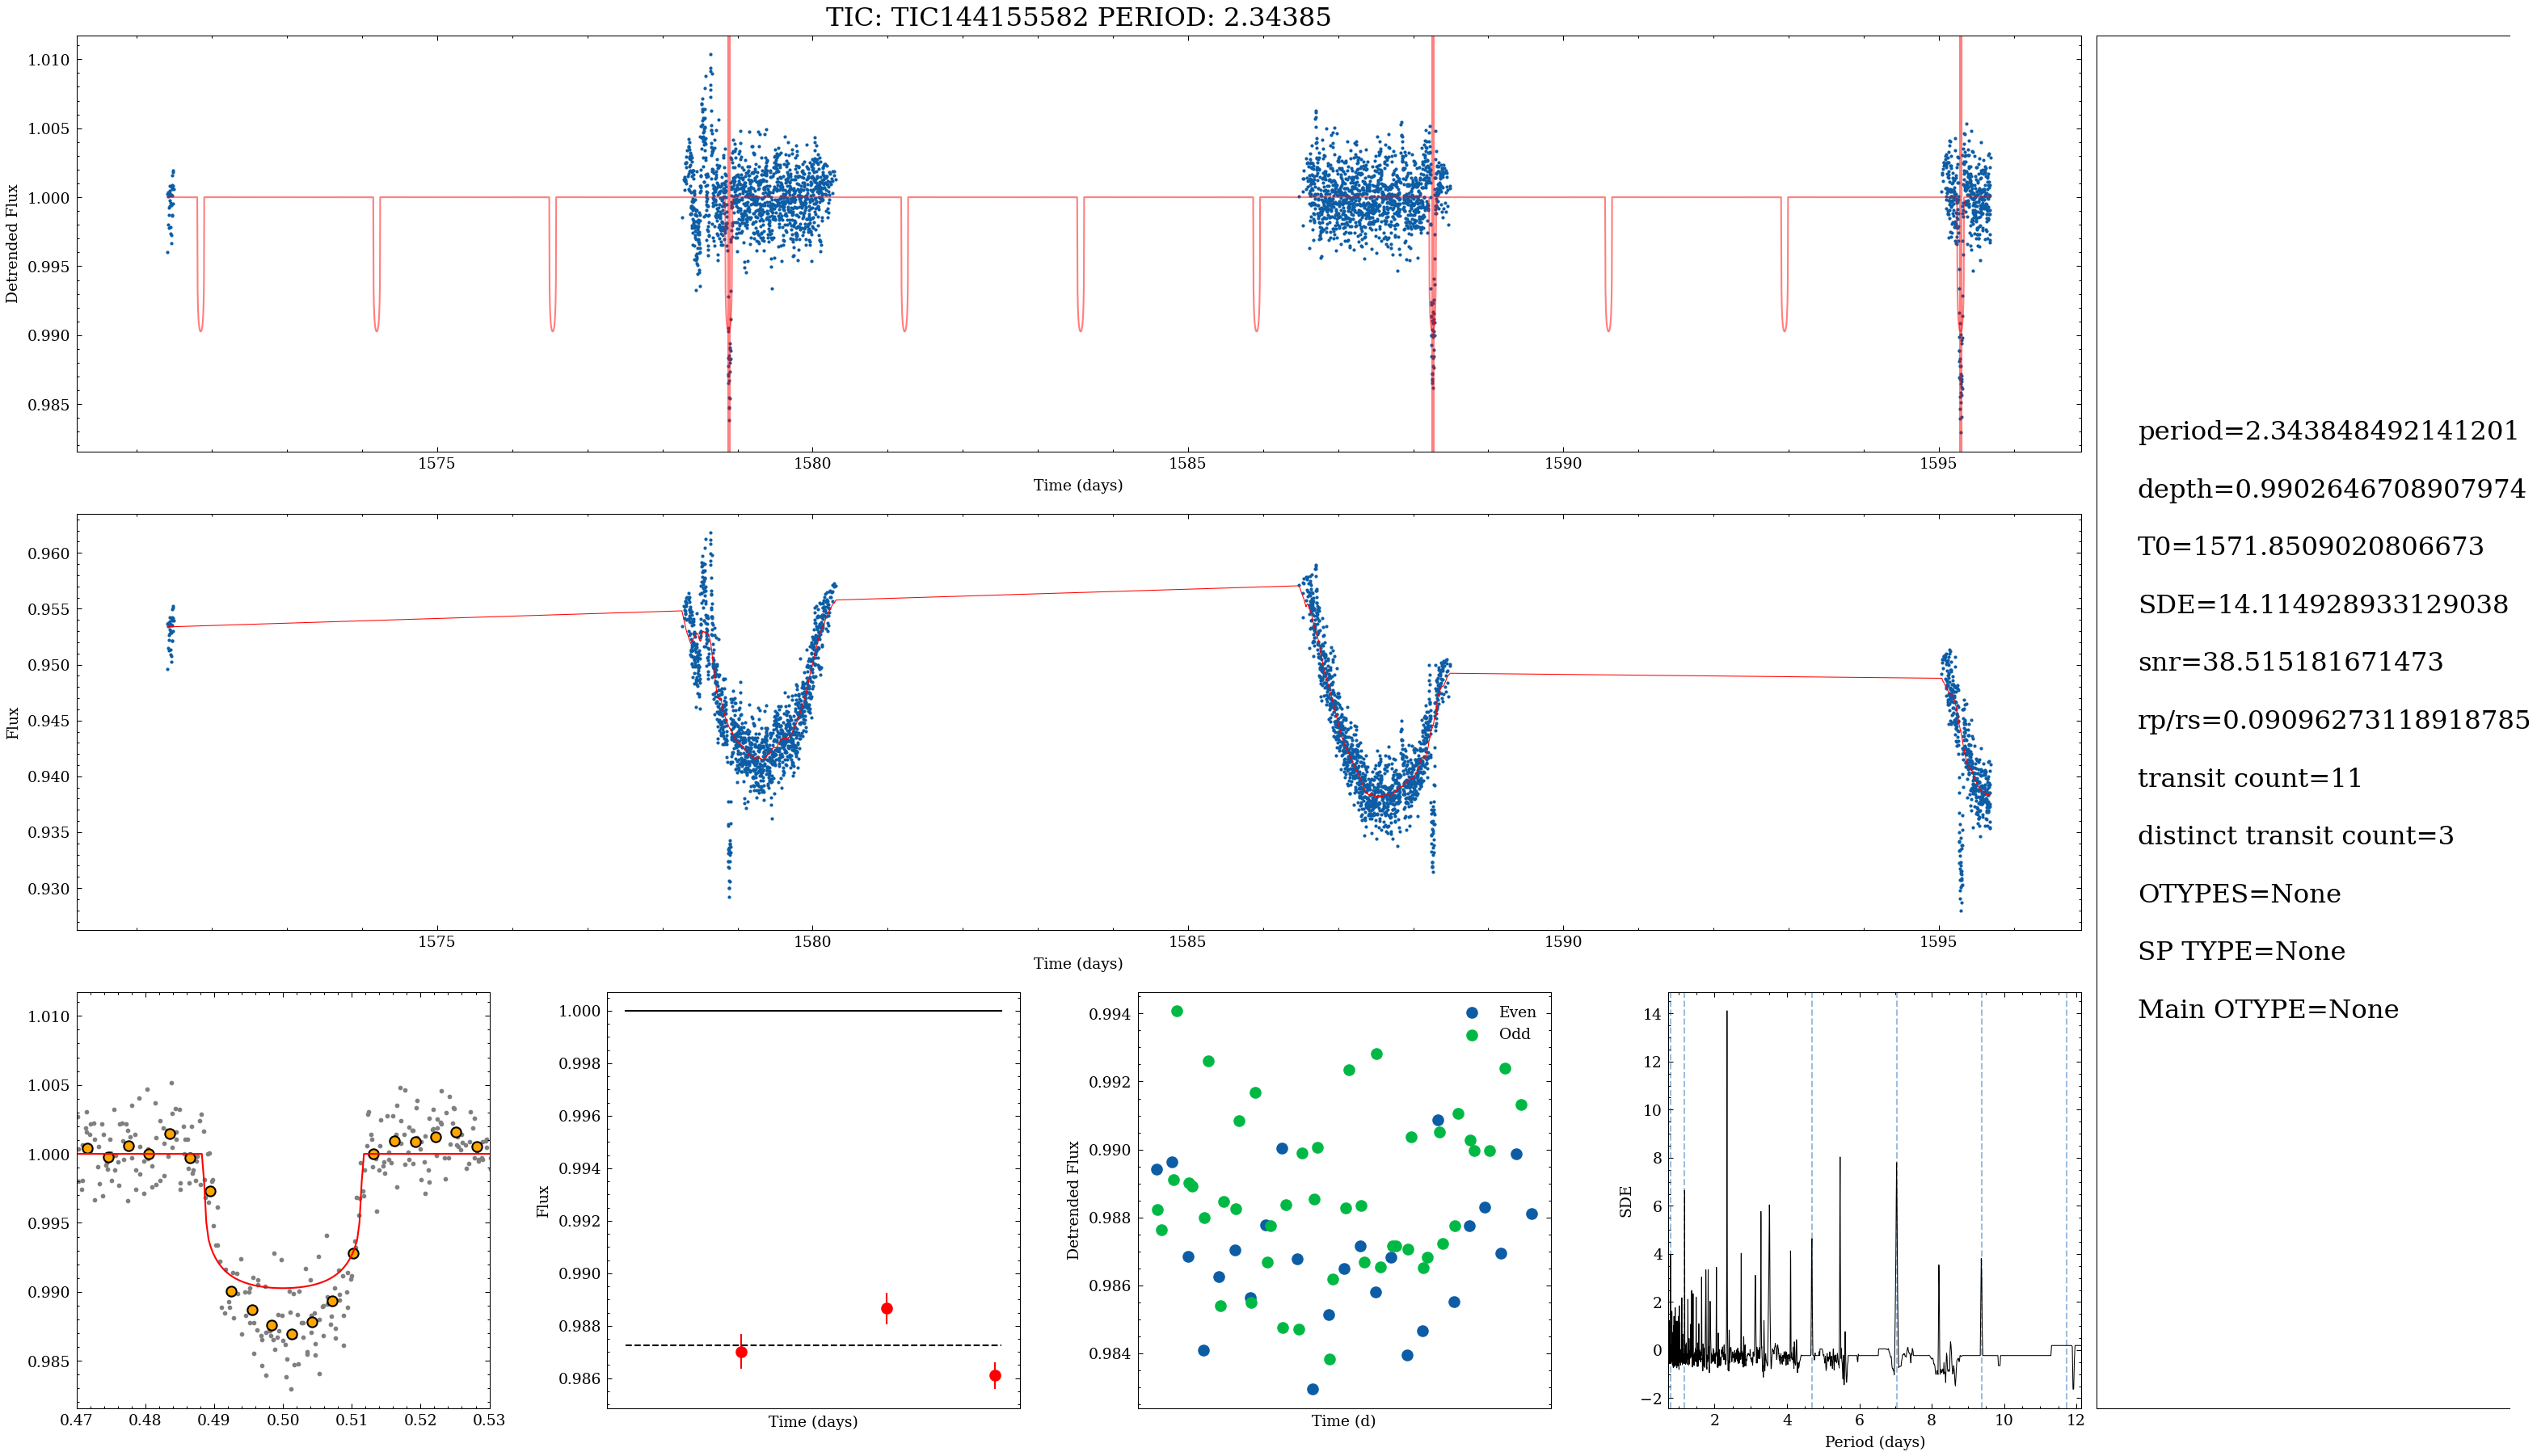 TIC: TIC144155582 PERIOD: 2.34385
1.010
1.005
1.000
0.995
0.990
0.985
Detrended Flux
1575
1580
1585
1590
1595
Time (days)
0.960
0.955
0.950
0.945
0.940
0.935
0.930
Flux
1575
1580
1585
1590
1595
Time (days)
period=2.343848492141201
depth=0.9902646708907974
T0=1571.8509020806673
SDE=14.114928933129038
snr=38.515181671473
rp/rs=0.09096273118918785
transit count=11
distinct transit count=3
OTYPES=None
SP TYPE=None
Main OTYPE=None
1.010
1.005
1.000
0.995
0.990
0.985
0.47
0.48
0.49
0.50
0.51
0.52
0.53
1.000
0.998
0.996
0.994
0.992
0.990
0.988
0.986
Flux
Time (days)
0.994
0.992
0.990
0.988
0.986
0.984
Detrended Flux
Even
Odd
Time (d)
14
12
10
8
6
4
2
0
−2
SDE
2
4
6
8
10
12
Period (days)